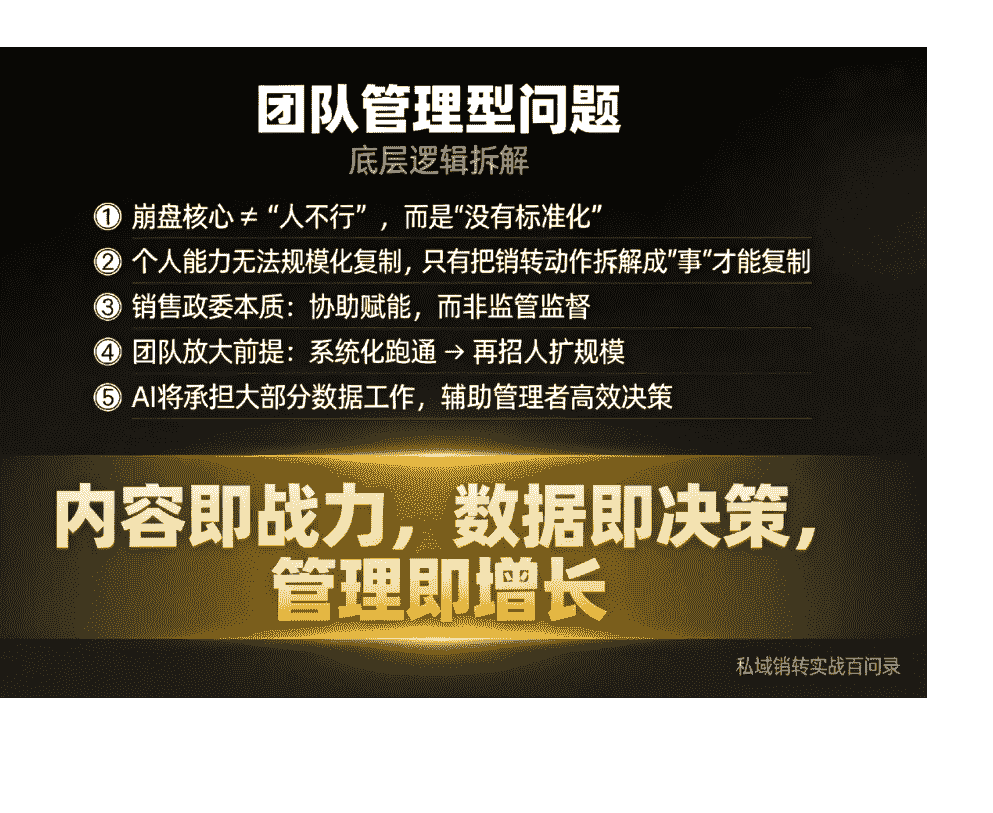 团队管理型问题
底层逻辑拆解
① 崩盘核心 ≠ “人不行” ，而是“没有标准化”
② 个人能力无法规模化复制，只有把销转动作拆解成”事“才能复制
③ 销售政委本质：协助赋能，而非监管监督
④ 团队放大前提：系统化跑通 → 再招人扩规模
⑤ AI将承担大部分数据工作，辅助管理者高效决策
内容即战力，数据即决策，
管理即增长
私域销转实战百问录